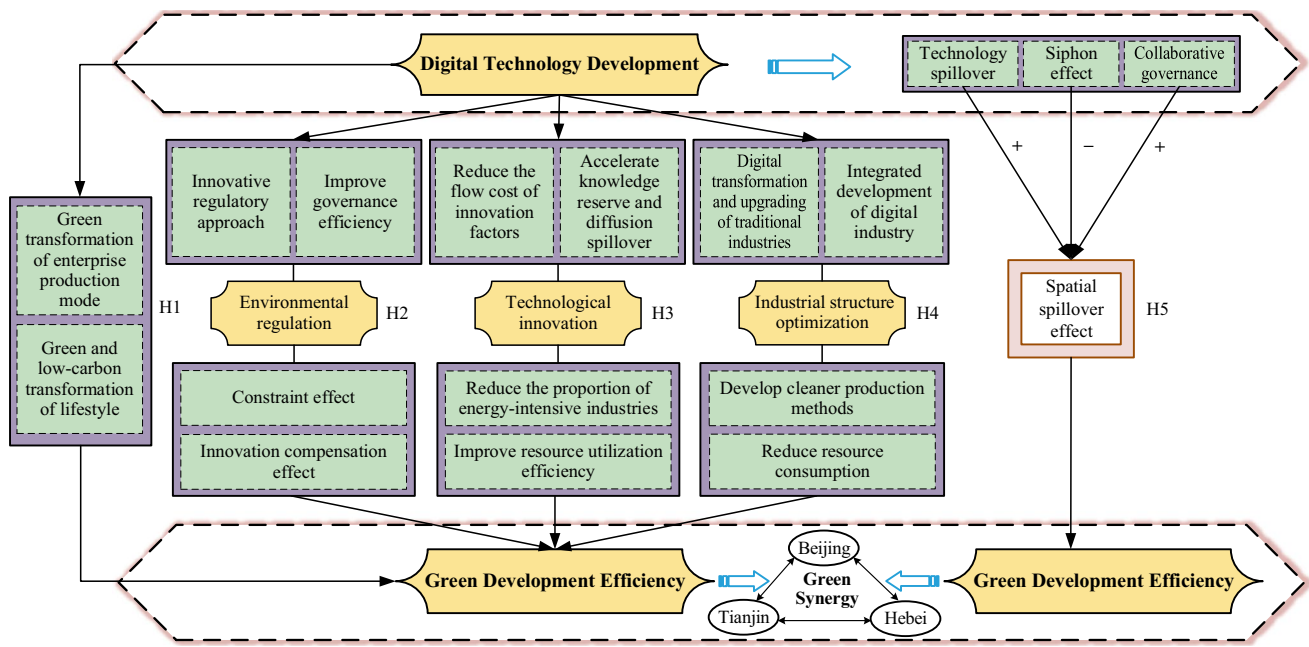 Digital Technology Development
Technology
spillover
Siphon
effect
Collaborative
governance
+
−
+
Innovative
regulatory
approach
Improve
governance
efficiency
Reduce the
flow cost of
innovation
factors
Accelerate
knowledge
reserve and
diffusion
spillover
Digital
transformation
and upgrading
of traditional
industries
Integrated
development
of digital
industry
Green
transformation
of enterprise
production
mode
Green and
low-carbon
transformation
of lifestyle
H1
Environmental
regulation
H2
Technological
innovation
H3
Industrial structure
optimization
H4
Spatial
spillover
effect
H5
Constraint effect
Innovation compensation
effect
Reduce the proportion of
energy-intensive industries
Improve resource utilization
efficiency
Develop cleaner production
methods
Reduce resource
consumption
Green Development Efficiency
Beijing
Green
Synergy
Tianjin
Hebei
Green Development Efficiency